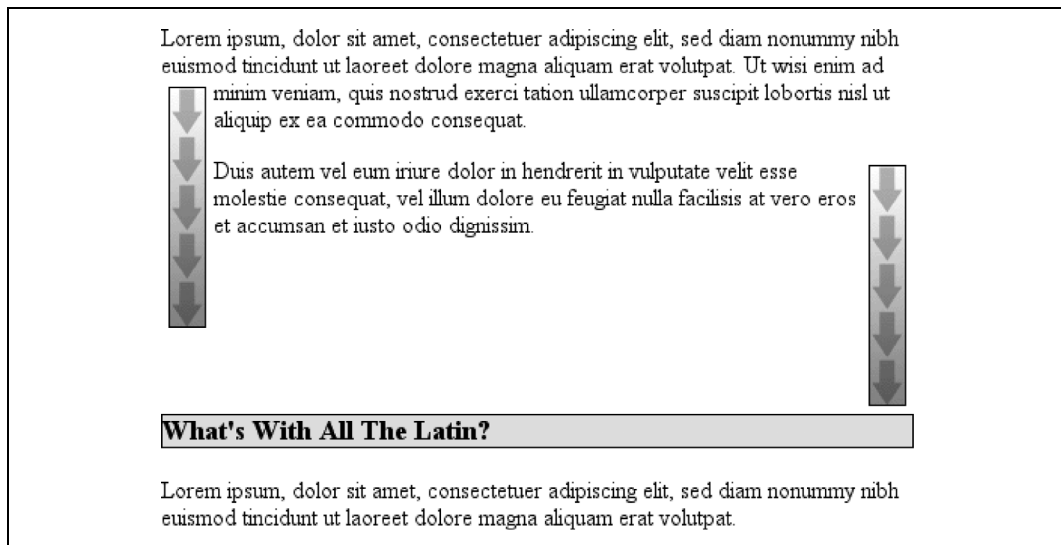 Lorem ipsum, dolor sit amet, consectetuer adipiscing elit, sed diam nonummy nibh
euismod tincidunt ut laoreet dolore magna aliquam erat volutpat. Ut wisi enim ad
minim veniam, quis nostrud exerci tation ullamcorper suscipit lobortis nisl ut
aliquip ex ea commodo consequat.
Duis autem vel eum iriure dolor in hendrerit in vulputate velit esse
molestie consequat, vel illum dolore eu feugiat nulla facilisis at vero eros
et accumsan et iusto odio dignissim.
What's With All The Latin?
Lorem ipsum, dolor sit amet, consectetuer adipiscing elit, sed diam nonummy nibh
euismod tincidunt ut laoreet dolore magna aliquam erat volutpat.